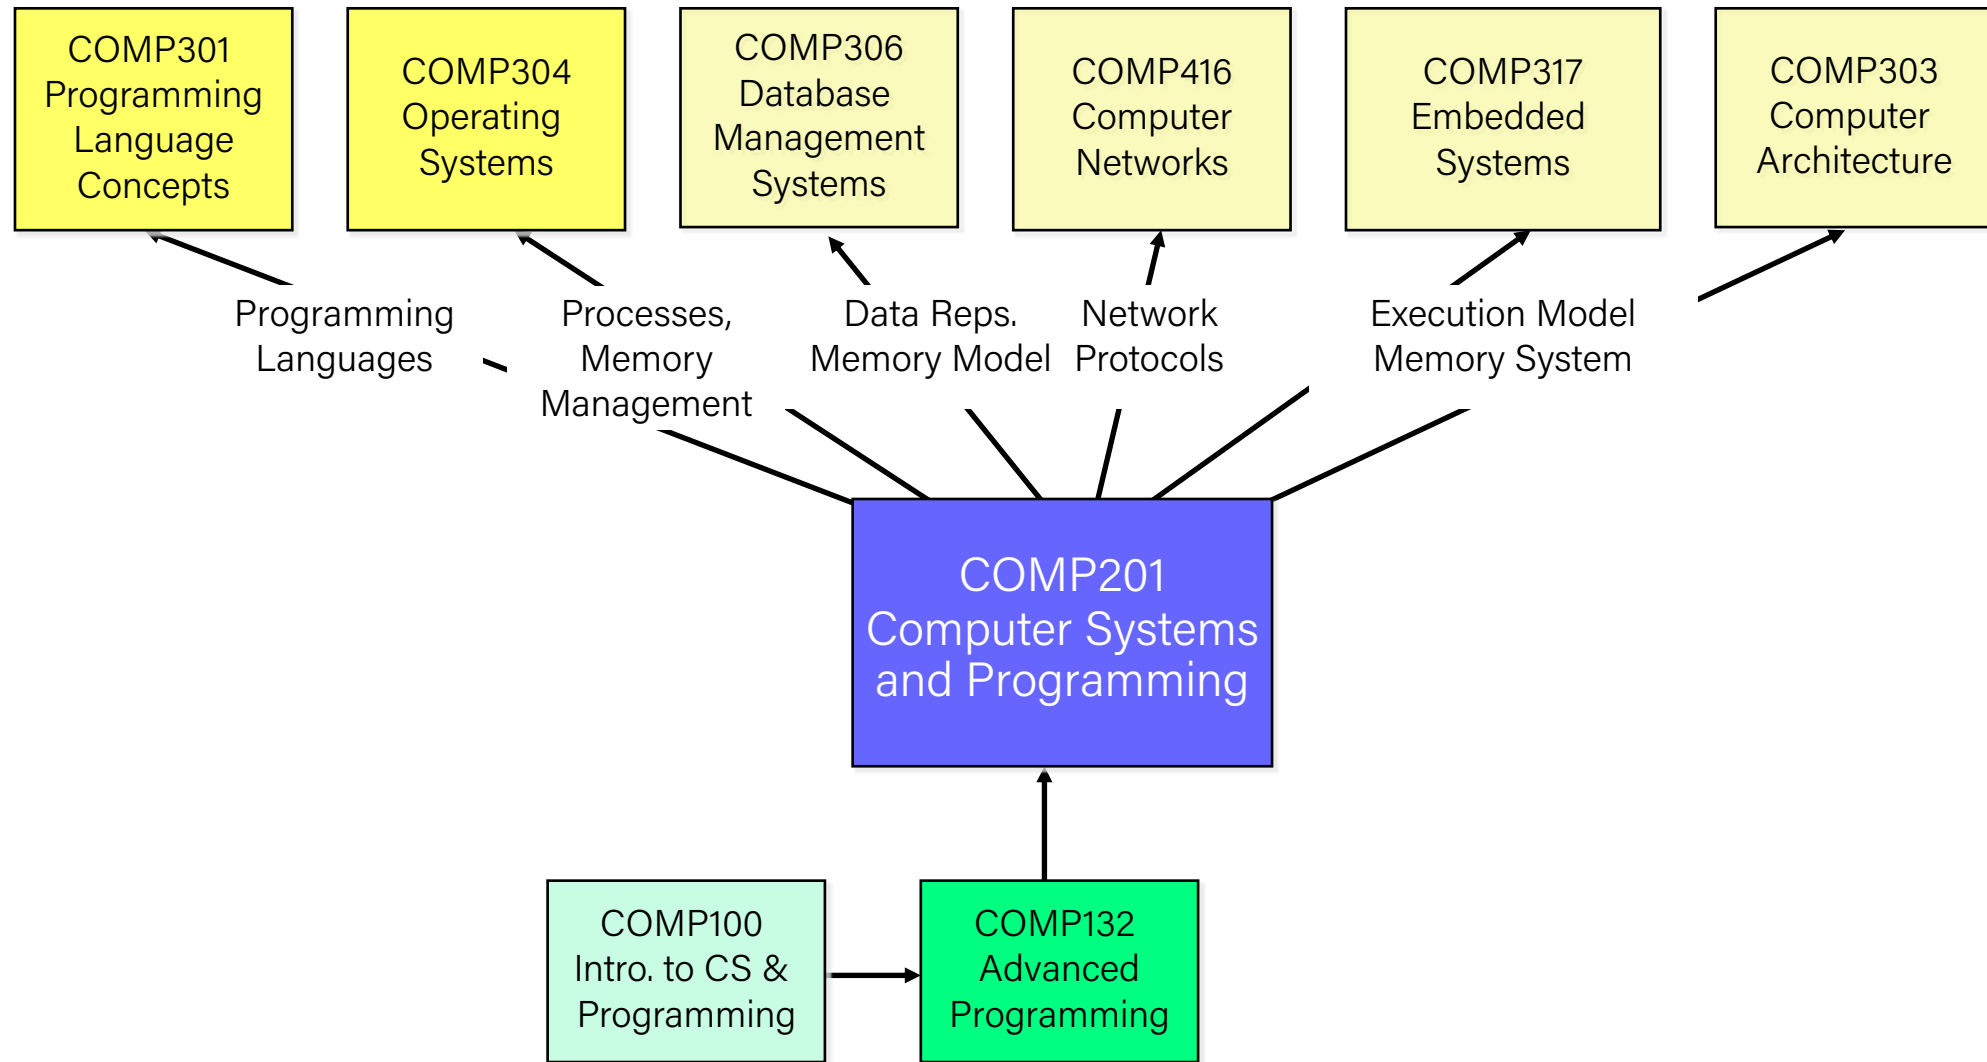 COMP301
Programming
Language
Concepts
COMP304
Operating
Systems
COMP306
Database
Management
Systems
COMP416
Computer
Networks
COMP317
Embedded
Systems
COMP303
Computer
Architecture
Programming
Languages
Processes,
Memory
Management
Data Reps.
Memory Model
Network
Protocols
Execution Model
Memory System
COMP201
Computer Systems
and Programming
COMP100
Intro. to CS &
Programming
COMP132
Advanced
Programming